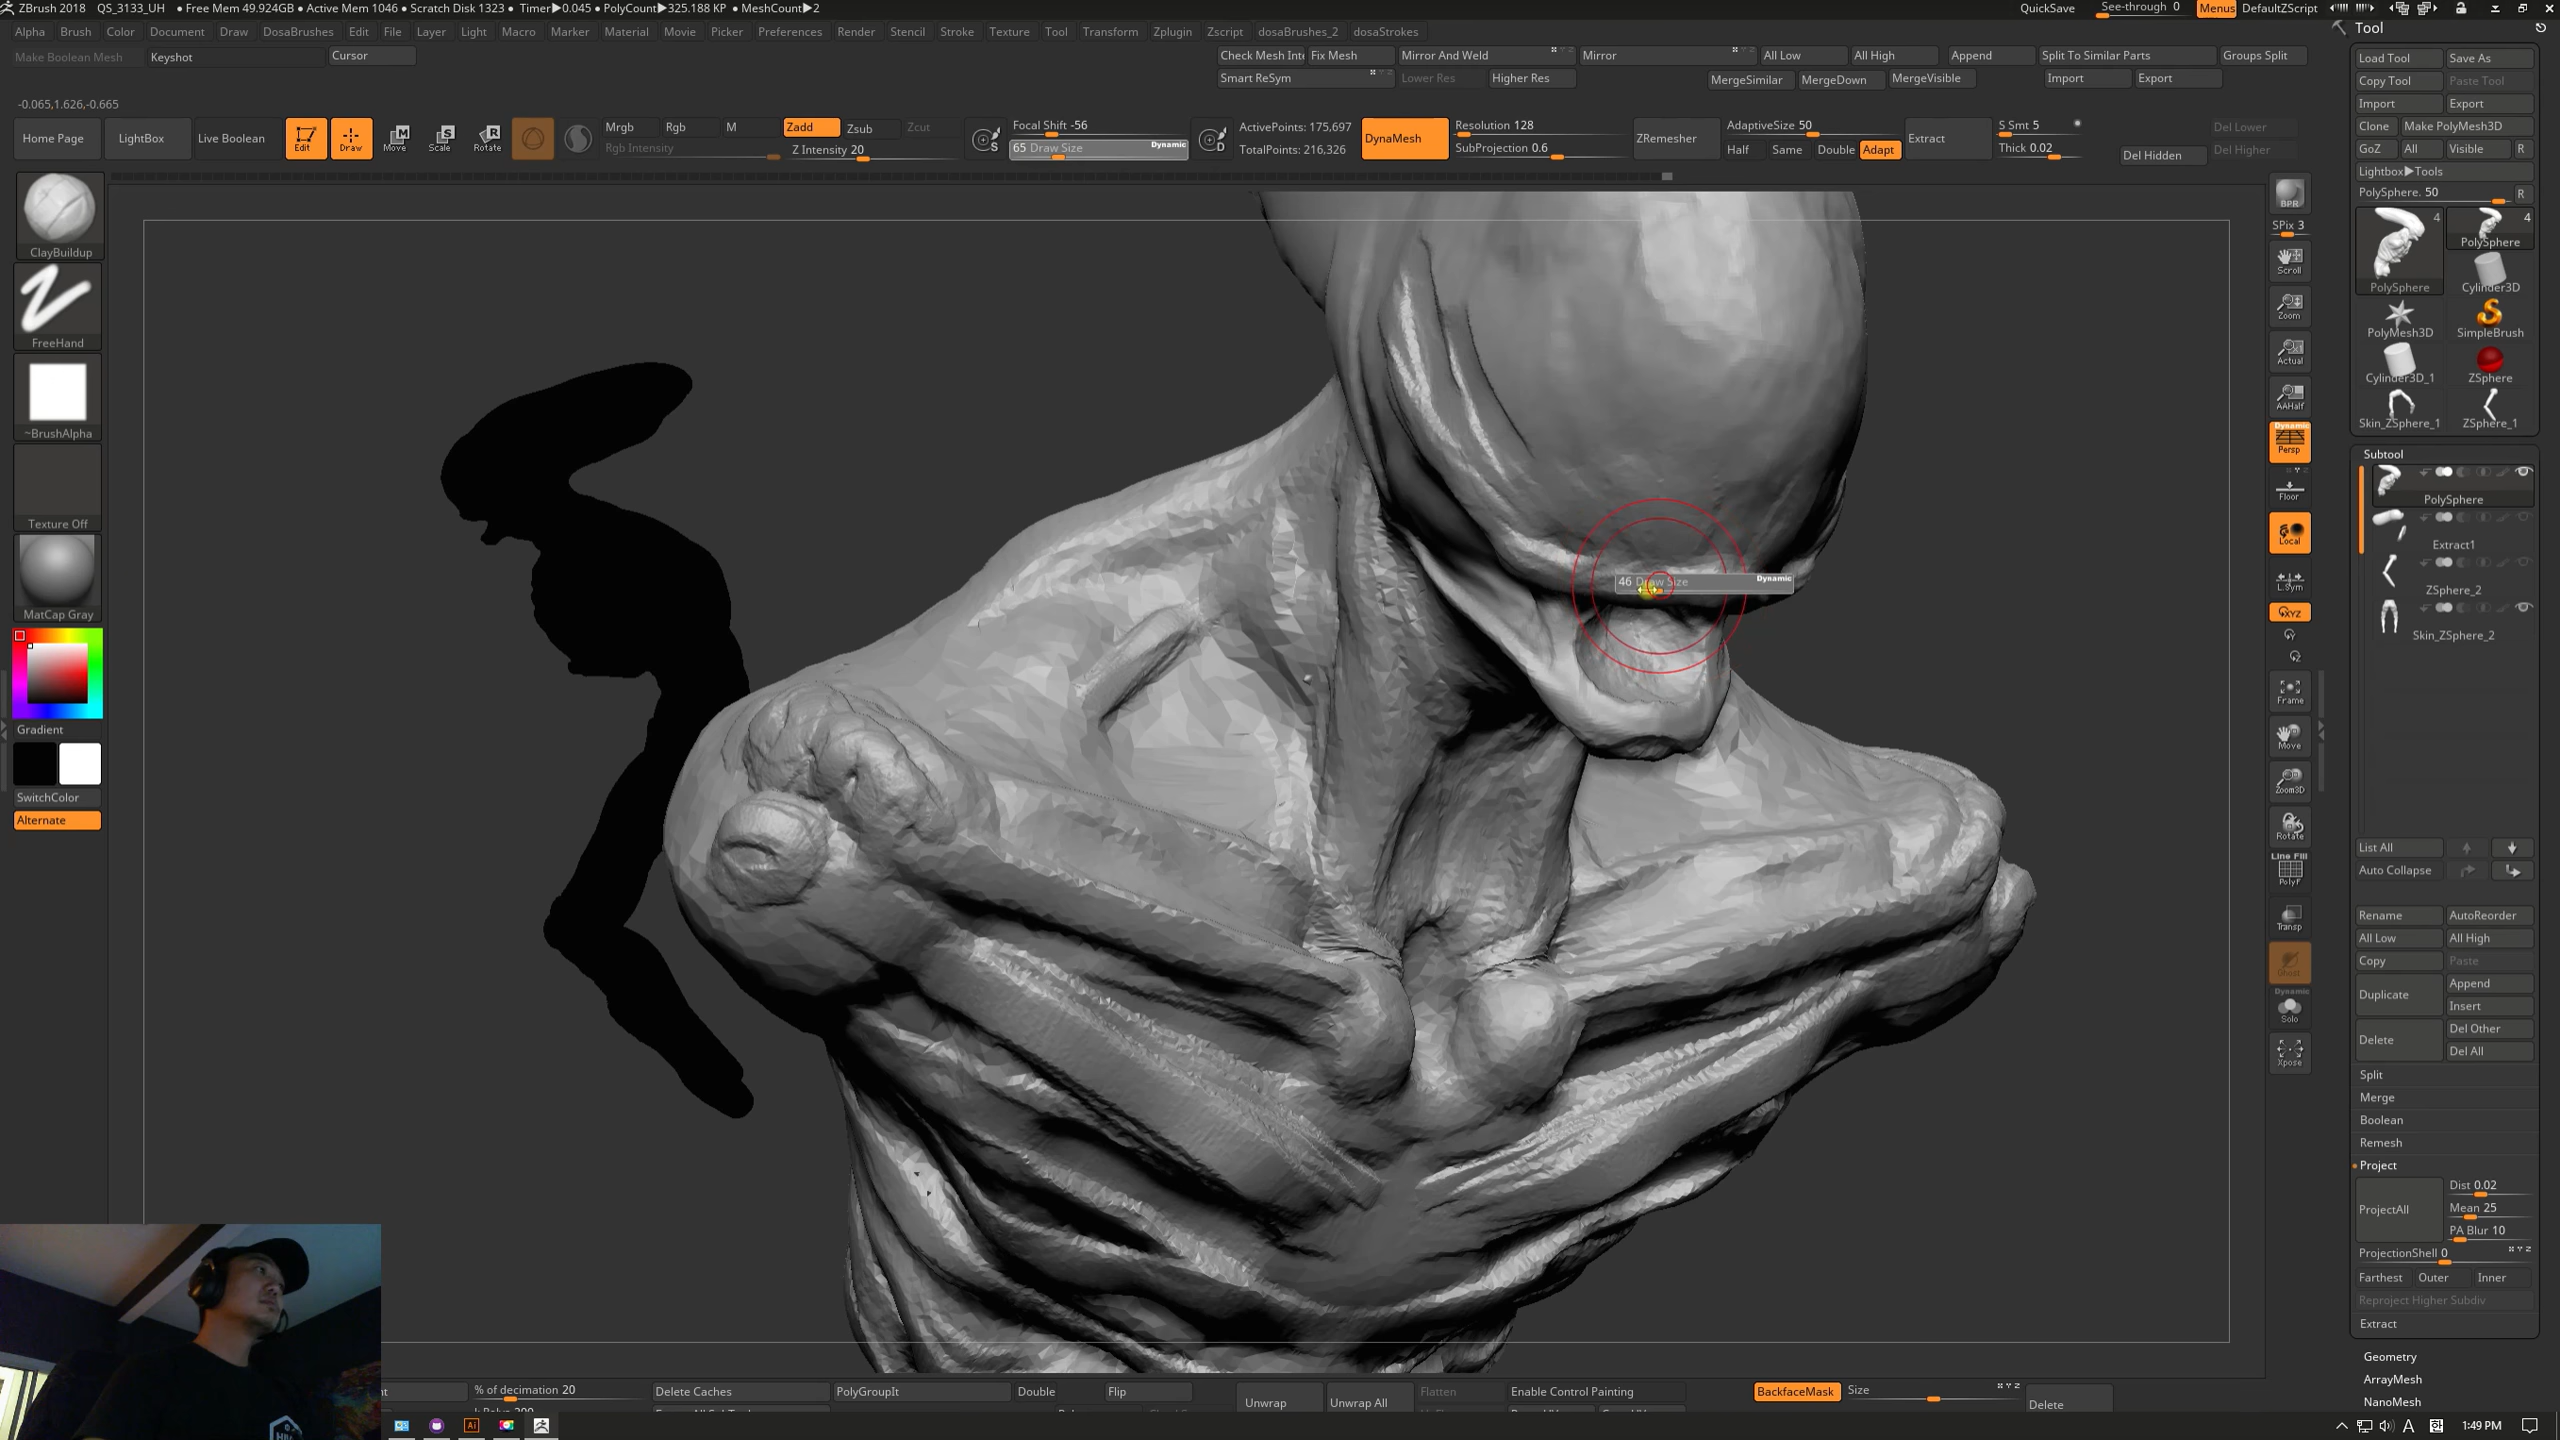 ZBrush 2018 QS_3133_UH ● Free Mem 49.924GB ● Active Mem 1046 ● Scratch Disk 1323 ● Timer▶0.045 ● PolyCount▶325.188 KP ● MeshCount▶2
QuickSave See-through 0 Menus DefaultZScript
Alpha Brush Color Document Draw DosaBrushes Edit File Layer Light Macro Marker Material Movie Picker Preferences Render Stencil Stroke Texture Tool Transform Zplugin Zscript dosaBrushes_2 dosaStrokes
Make Boolean Mesh Keyshot Cursor
Check Mesh Inte Fix Mesh Mirror And Weld Mirror All Low All High Append Split To Similar Parts Groups Split
Smart ReSym Lower Res Higher Res MergeSimilar MergeDown MergeVisible Import Export
-0.065,1.626,-0.665
Home Page LightBox Live Boolean Edit Draw Move Scale Rotate
Mrgb Rgb M Zadd Zsub Zcut
Rgb Intensity Z Intensity 20
Focal Shift -56
65 Draw Size Dynamic
ActivePoints: 175,697
TotalPoints: 216,326
DynaMesh
Resolution 128
SubProjection 0.6
ZRemesher
AdaptiveSize 50
Half Same Double Adapt
Extract
S Smt 5
Thick 0.02
Del Hidden
Del Lower
Del Higher
ClayBuildup
FreeHand
~BrushAlpha
Texture Off
MatCap Gray
Gradient
SwitchColor
Alternate
46 Draw Size Dynamic
BPR
SPix 3
Scroll
Zoom
Actual
AAHalf
Dynamic
Persp
Floor
Local
L.Sym
XYZ
Frame
Move
Zoom3D
Rotate
Line Fill
PolyF
Transp
Ghost
Dynamic
Solo
Xpose
Tool
Load Tool Save As
Copy Tool Paste Tool
Import Export
Clone Make PolyMesh3D
GoZ All Visible R
Lightbox▶Tools
PolySphere. 50 R
4 4
PolySphere
PolySphere Cylinder3D
PolyMesh3D SimpleBrush
Cylinder3D_1 ZSphere
Skin_ZSphere_1 ZSphere_1
Subtool
PolySphere
Extract1
ZSphere_2
Skin_ZSphere_2
List All
Auto Collapse
Rename AutoReorder
All Low All High
Copy Paste
Duplicate Append
Insert
Delete Del Other
Del All
Split
Merge
Boolean
Remesh
Project
ProjectAll Dist 0.02
Mean 25
PA Blur 10
ProjectionShell 0
Farthest Outer Inner
Reproject Higher Subdiv
Extract
Geometry
ArrayMesh
NanoMesh
% of decimation 20 Delete Caches PolyGroupIt Double Flip Unwrap Unwrap All Flatten Enable Control Painting BackfaceMask Size Delete
Ai A 1:49 PM